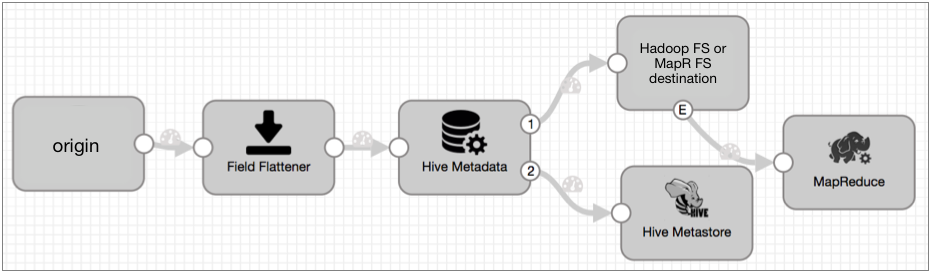 origin
Field Flattener
Hive Metadata
1
2
Hadoop FS or
MapR FS
destination
E
HIVE
Hive Metastore
MapReduce